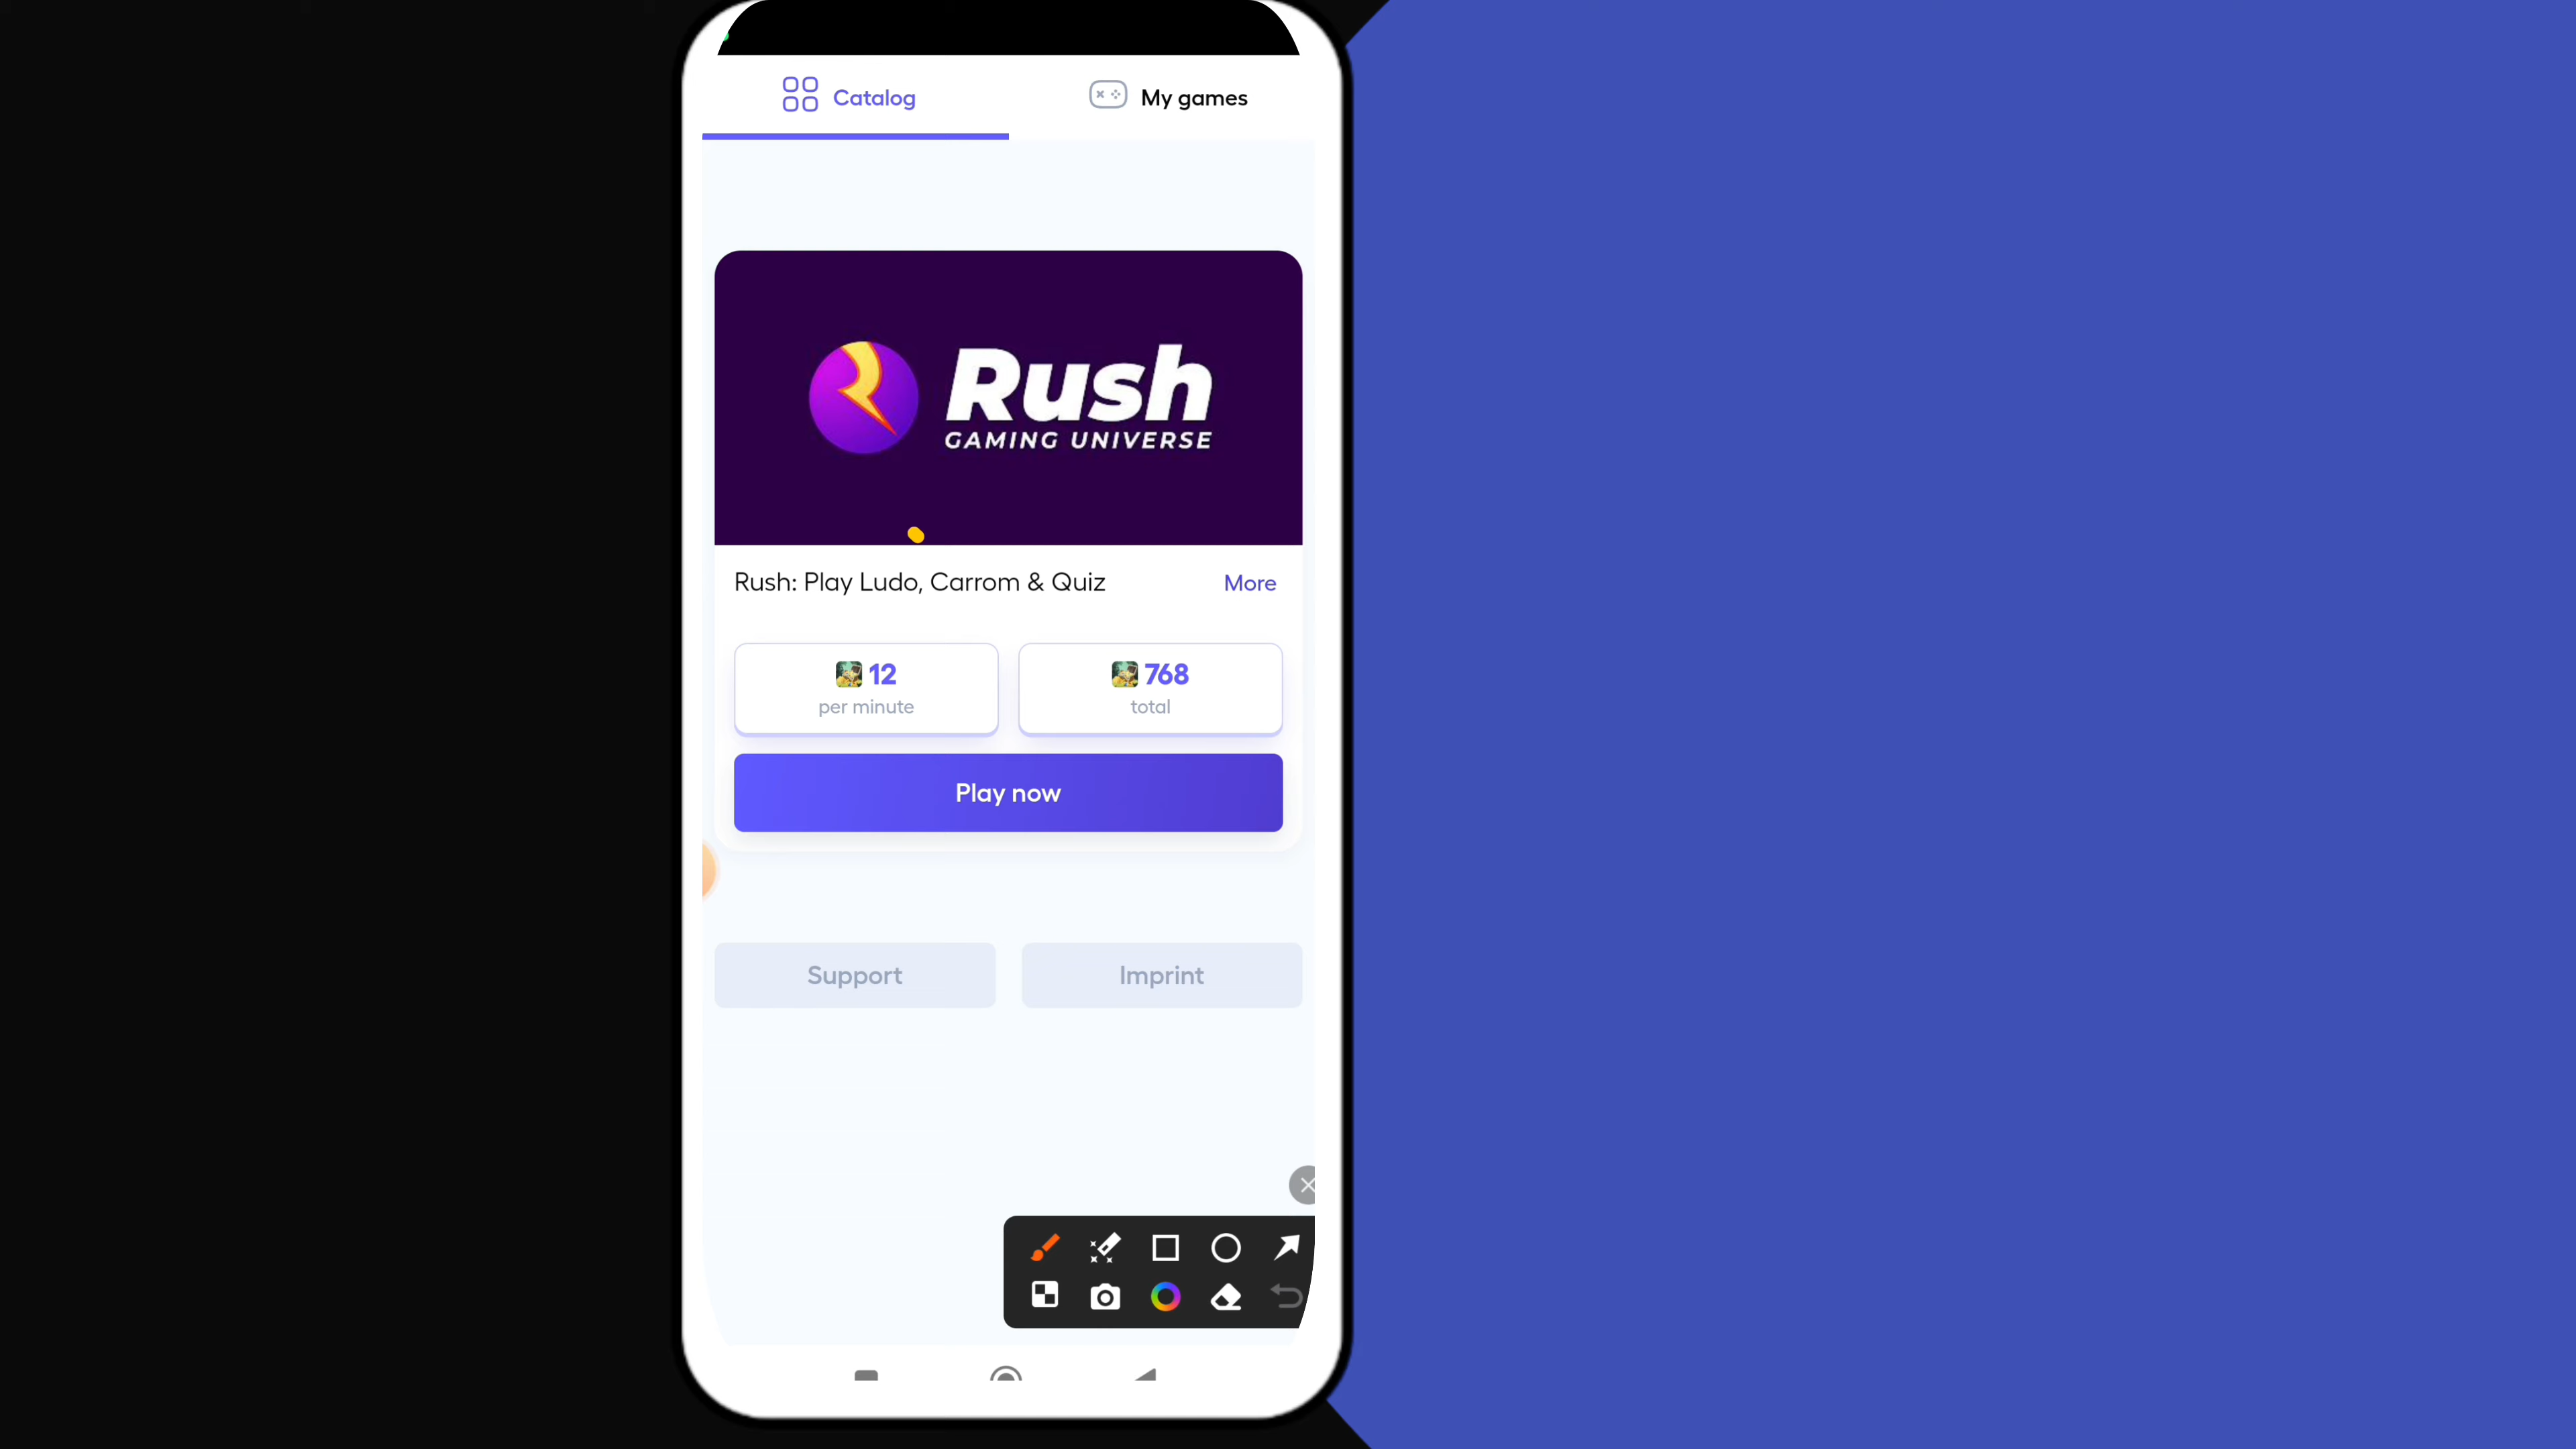 Catalog
My games
Rush
GAMING UNIVERSE
Rush: Play Ludo, Carrom & Quiz
More
12
per minute
768
total
Play now
Support
Imprint